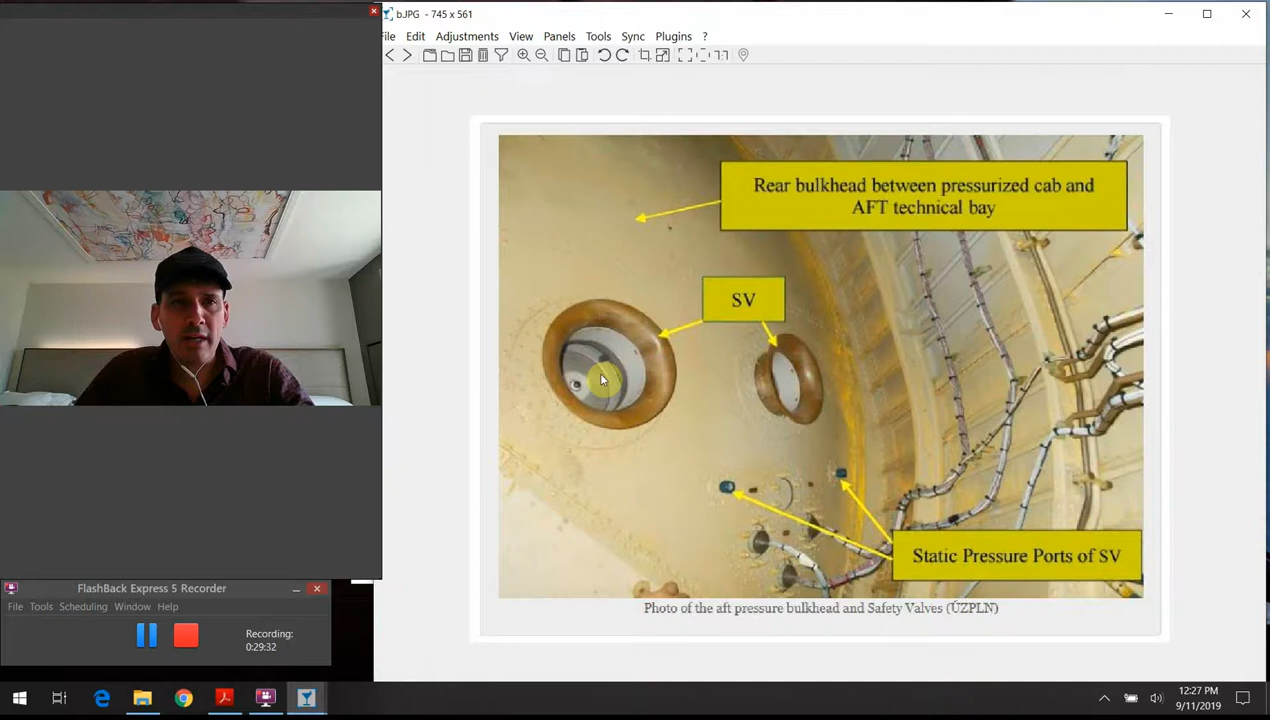 bJPG - 745 x 561
File Edit Adjustments View Panels Tools Sync Plugins ?
Rear bulkhead between pressurized cab and
AFT technical bay
SV
Static Pressure Ports of SV
Photo of the aft pressure bulkhead and Safety Valves (ÚZPLN)
FlashBack Express 5 Recorder
File Tools Scheduling Window Help
Recording:
0:29:32
12:27 PM
9/11/2019